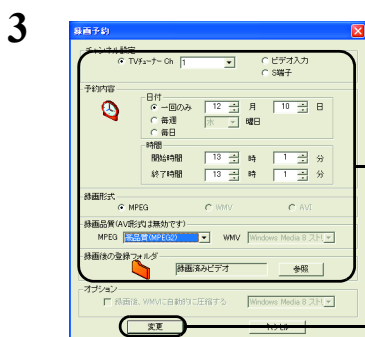 3
録画予約
チャンネル設定
TVチューナー Ch 1
ビデオ入力
S端子
予約内容
日付
一回のみ 12 月 10 日
毎週 水 曜日
毎日
時間
開始時間 13 時 1 分
終了時間 13 時 1 分
録画形式
MPEG WMV AVI
録画品質(AVI形式は無効です)
MPEG 高品質(MPEG2) WMV Windows Media 8 ストリ
録画後の登録フォルダ
録画済みビデオ 参照
オプション
録画後、WMVに自動的に圧縮する Windows Media 8 ストリ
変更 キャンセル